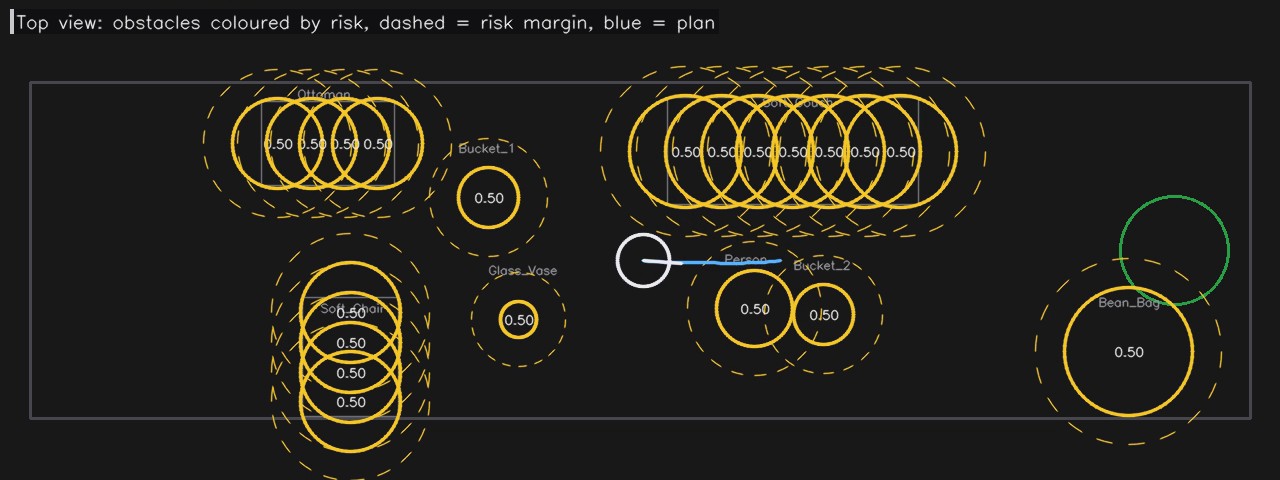 Top view: obstacles coloured by risk, dashed = risk margin, blue = plan
Ottoman
0.50 0.50 0.50 0.50
Bucket_1
0.50
Soft_Couch
0.50 0.50 0.50 0.50 0.50 0.50 0.50
Glass_Vase
0.50
Person
0.50
Bucket_2
0.50
Soft_Chair
0.50
0.50
0.50
0.50
Bean_Bag
0.50